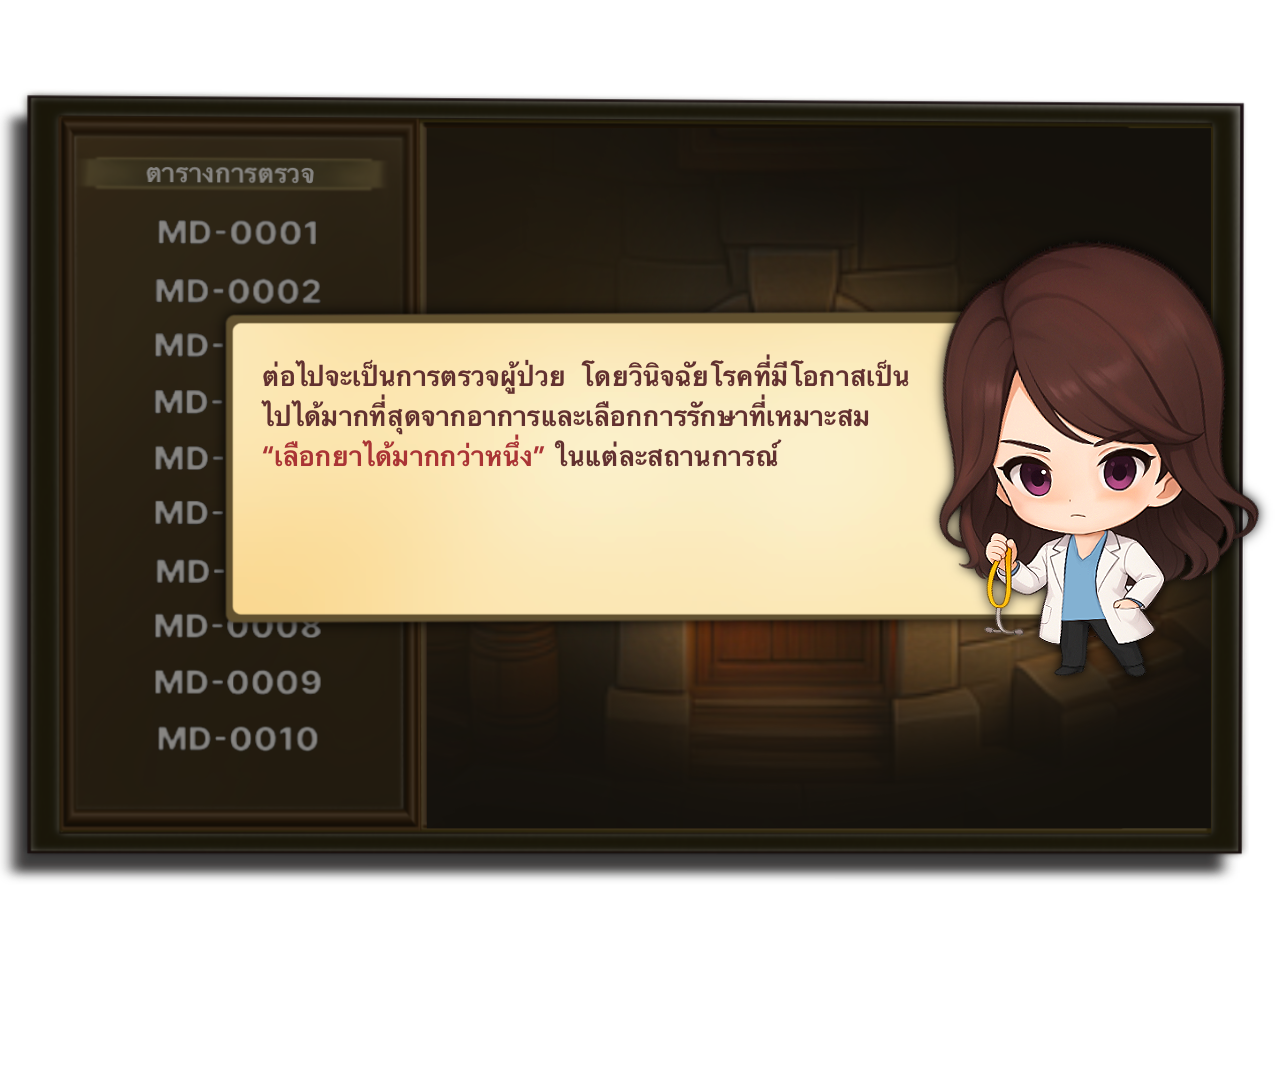 ตารางการตรวจ
MD-0001
MD-0002
MD-
MD-
MD-
MD-
MD-
MD-0008
MD-0009
MD-0010
ต่อไปจะเป็นการตรวจผู้ป่วย โดยวินิจฉัยโรคที่มีโอกาสเป็น
ไปได้มากที่สุดจากอาการและเลือกการรักษาที่เหมาะสม
“เลือกยาได้มากกว่าหนึ่ง” ในแต่ละสถานการณ์